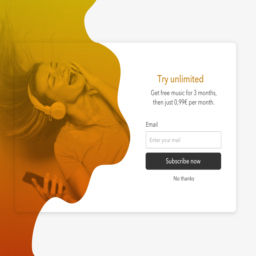 Try unlimited
Get free music for 3 months,
then just 0,99€ per month.
Email
Enter your mail
Subscribe now
No thanks